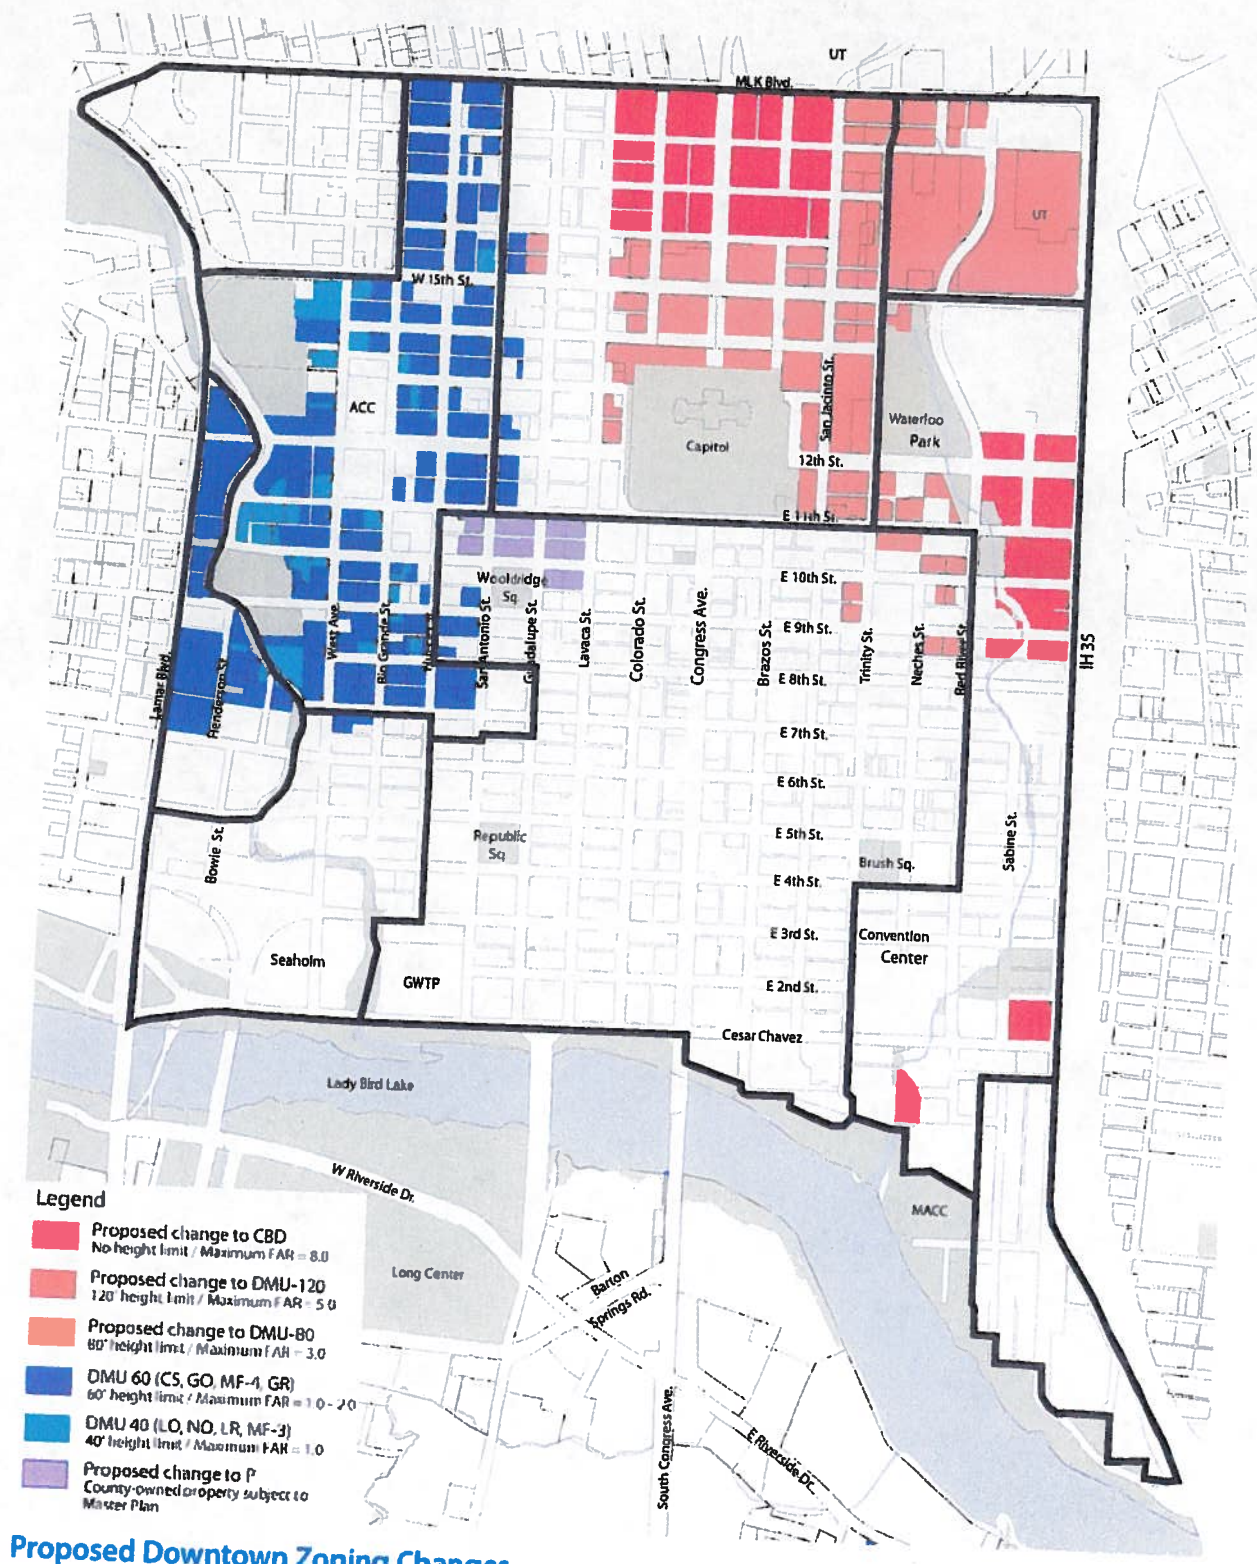 UT
MLK Blvd.
UT
W 15th St.
ACC
San Jacinto St.
Waterloo
Park
Capitol
12th St.
E 11th St.
Wooldridge
Sq
E 10th St.
West Ave.
Rio Grande St.
San Antonio St.
Guadalupe St.
Lavaca St.
Colorado St.
Congress Ave.
Brazos St.
E 9th St.
Trinity St.
Neches St.
Red River St.
IH 35
Lamar Blvd.
Henderson St.
E 8th St.
E 7th St.
E 6th St.
Republic
Sq
E 5th St.
Bowie St.
Sabine St.
Brush Sq.
E 4th St.
E 3rd St.
Convention
Center
Seaholm
GWTP
E 2nd St.
Cesar Chavez
Lady Bird Lake
W Riverside Dr.
MACC
Long Center
Barton
Springs Rd.
South Congress Ave.
E Riverside Dr.
Legend
Proposed change to CBD
No height limit / Maximum FAR = 8.0
Proposed change to DMU-120
120' height limit / Maximum FAR = 5.0
Proposed change to DMU-80
80' height limit / Maximum FAR = 3.0
DMU 60 (CS, GO, MF-4, GR)
60' height limit / Maximum FAR = 1.0 - 2.0
DMU 40 (LO, NO, LR, MF-3)
40' height limit / Maximum FAR = 1.0
Proposed change to P
County-owned property subject to
Master Plan
Proposed Downtown Zoning Changes